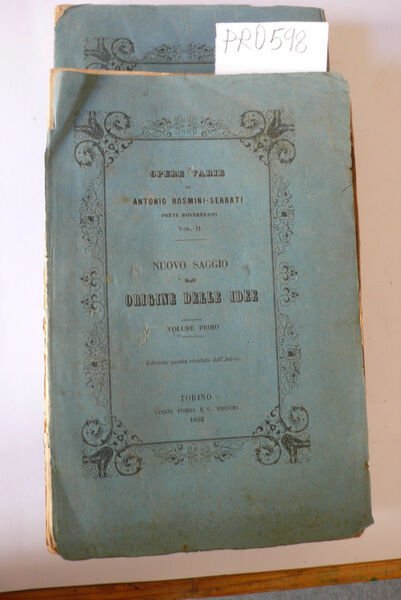 PRO598
OPERE VARIE
DI
ANTONIO ROSMINI-SERBATI
PRETE ROVERETANO
Vol. II.
NUOVO SAGGIO
Sull'
ORIGINE DELLE IDEE
VOLUME PRIMO
Edizione quinta riveduta dall'Autore.
TORINO
CUGINI POMBA E C. EDITORI
1852